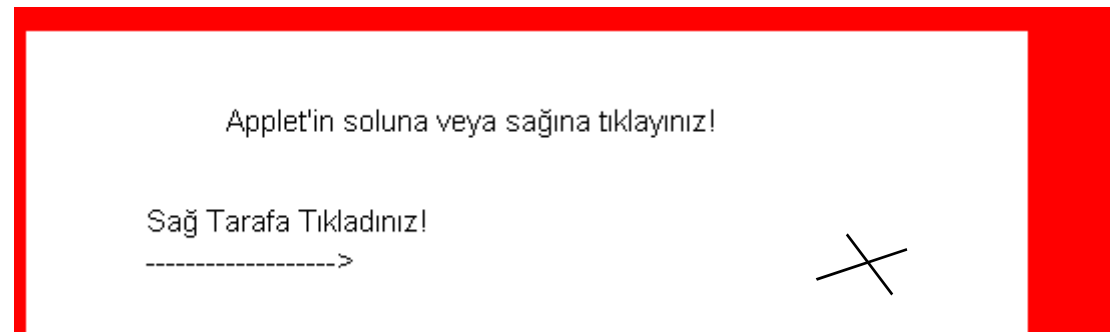 Applet'in soluna veya sağına tıklayınız!
Sağ Tarafa Tıkladınız!
------------------->